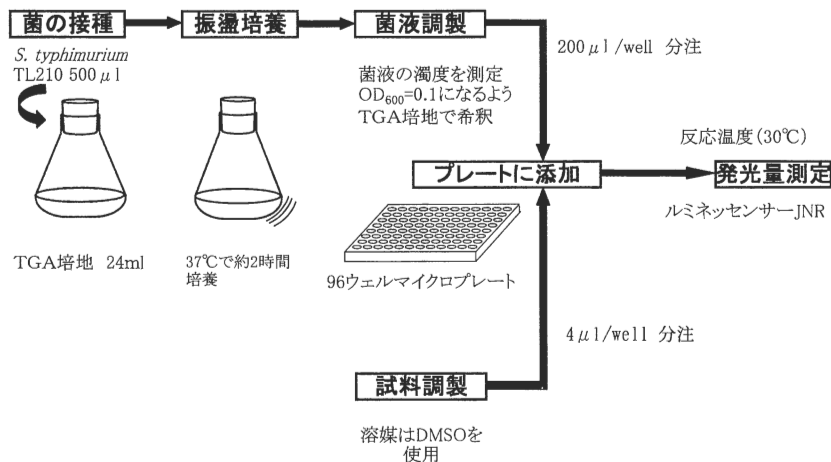 菌の接種
振盪培養
菌液調製
S. typhimurium
TL210 500μl
菌液の濁度を測定
OD600=0.1になるよう
TGA培地で希釈
200μl/well 分注
プレートに添加
反応温度(30℃)
発光量測定
ルミネッセンサーJNR
TGA培地 24ml
37℃で約2時間
培養
96ウェルマイクロプレート
4μl/well 分注
試料調製
溶媒はDMSOを
使用